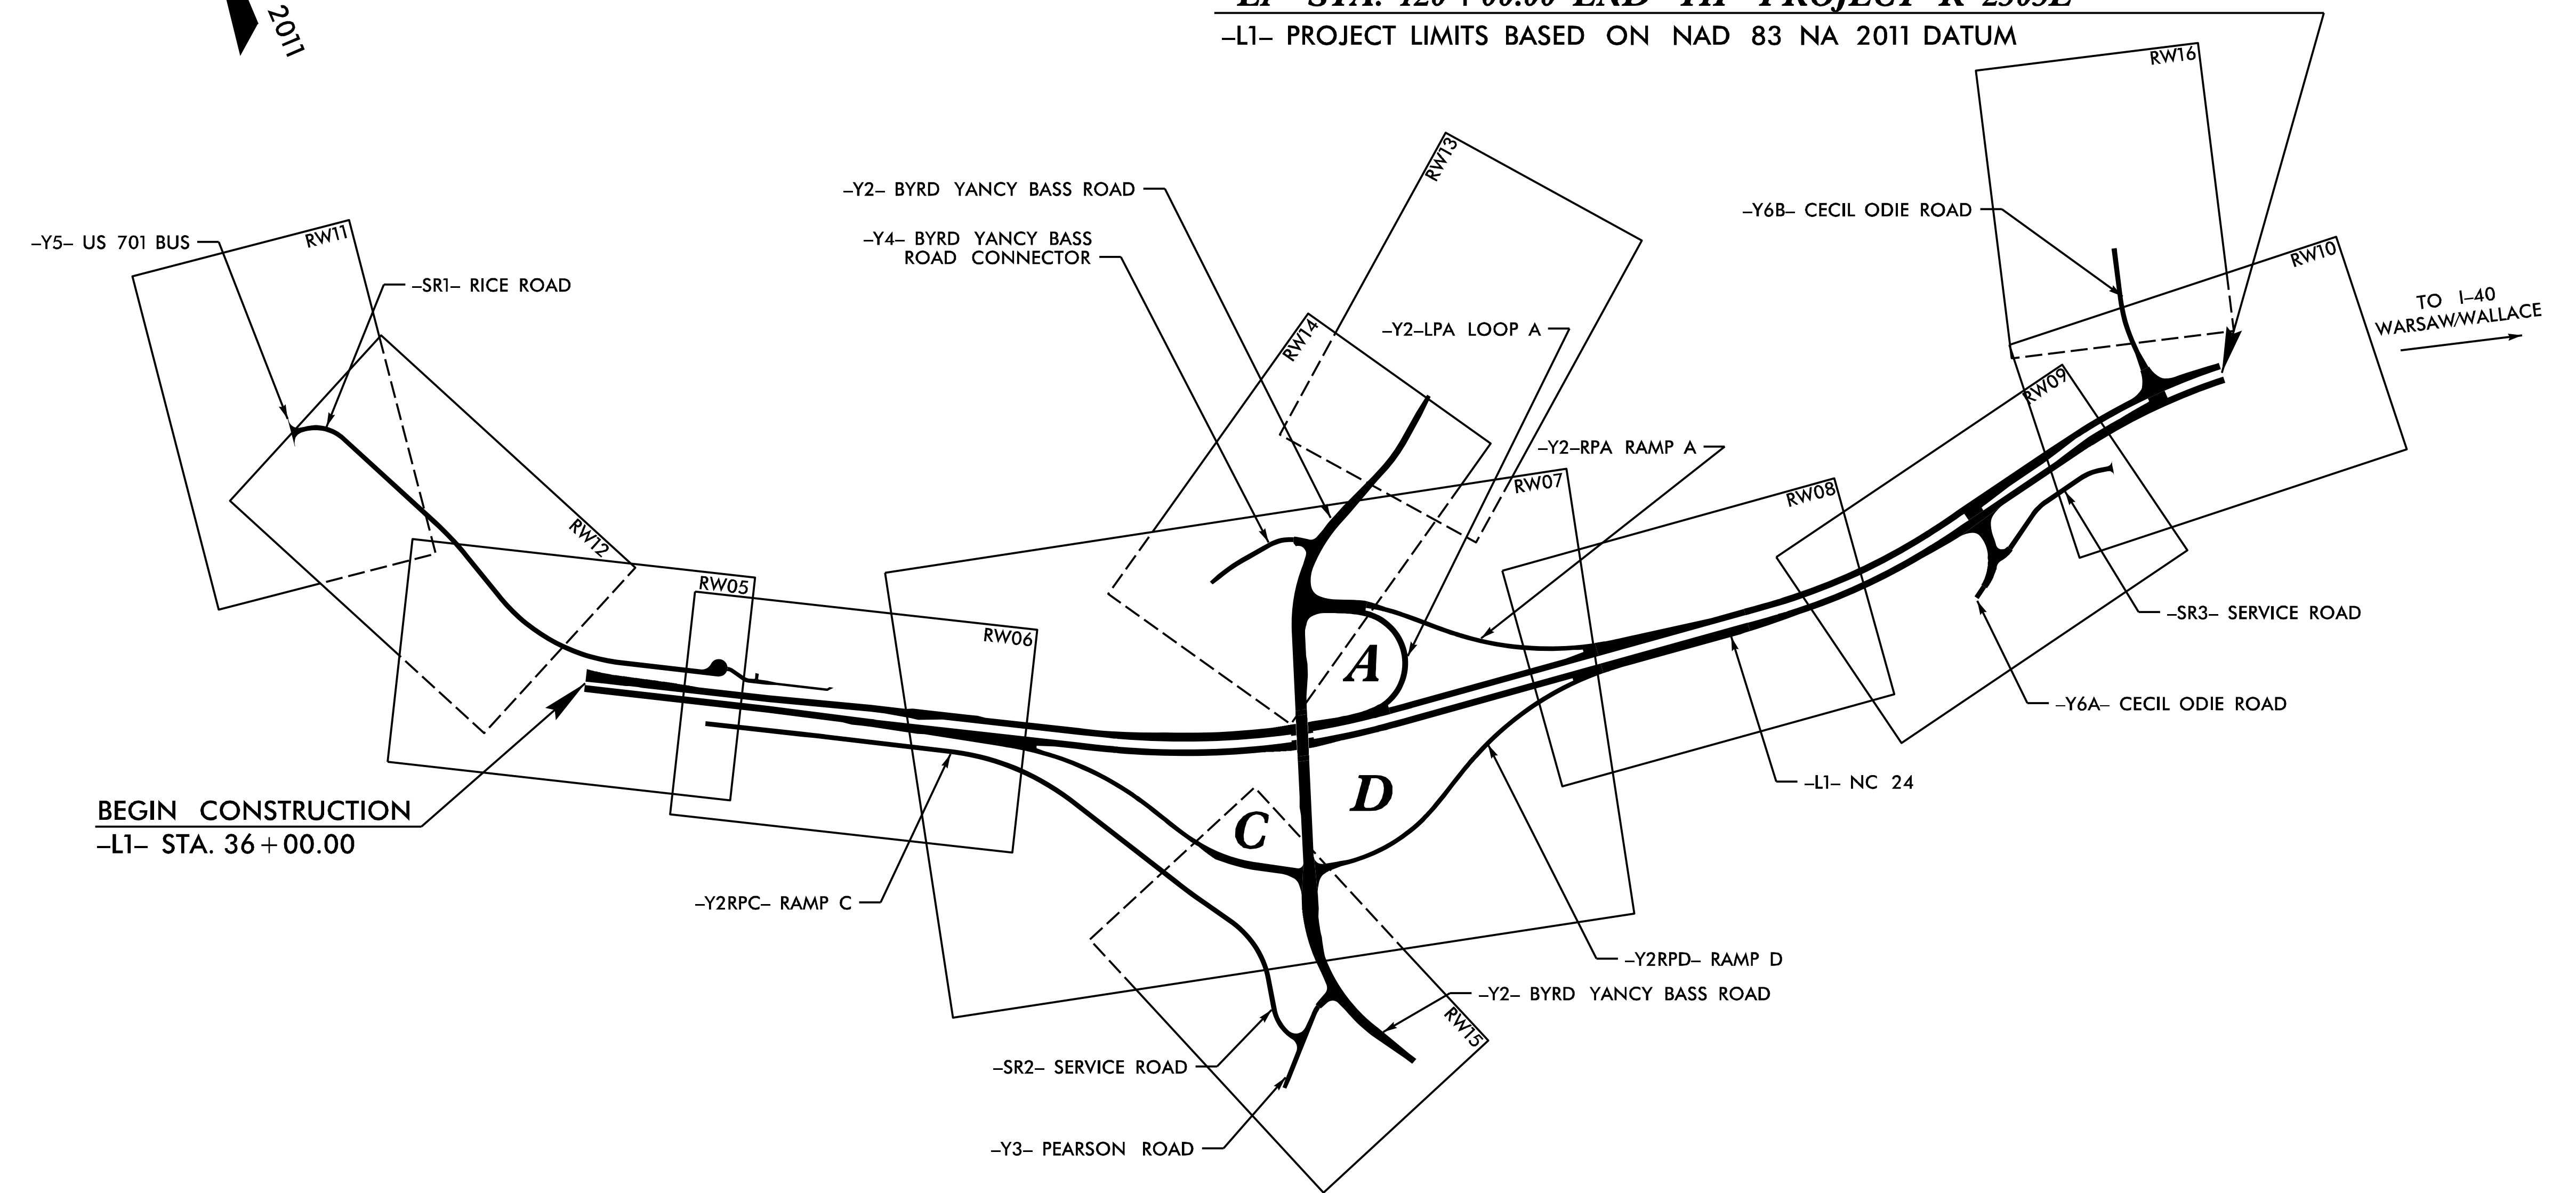 2011
–L1– PROJECT LIMITS BASED ON NAD 83 NA 2011 DATUM
RW16
RW13
–Y2– BYRD YANCY BASS ROAD
–Y6B– CECIL ODIE ROAD
–Y5– US 701 BUS
RW11
–Y4– BYRD YANCY BASS
ROAD CONNECTOR
RW10
–SR1– RICE ROAD
TO I–40
WARSAW/WALLACE
RW14
–Y2–LPA LOOP A
RW09
–Y2–RPA RAMP A
RW07
RW08
RW12
RW05
RW06
–SR3– SERVICE ROAD
A
–Y6A– CECIL ODIE ROAD
–L1– NC 24
D
BEGIN CONSTRUCTION
–L1– STA. 36+00.00
C
–Y2RPC– RAMP C
–Y2RPD– RAMP D
–Y2– BYRD YANCY BASS ROAD
RW15
–SR2– SERVICE ROAD
–Y3– PEARSON ROAD